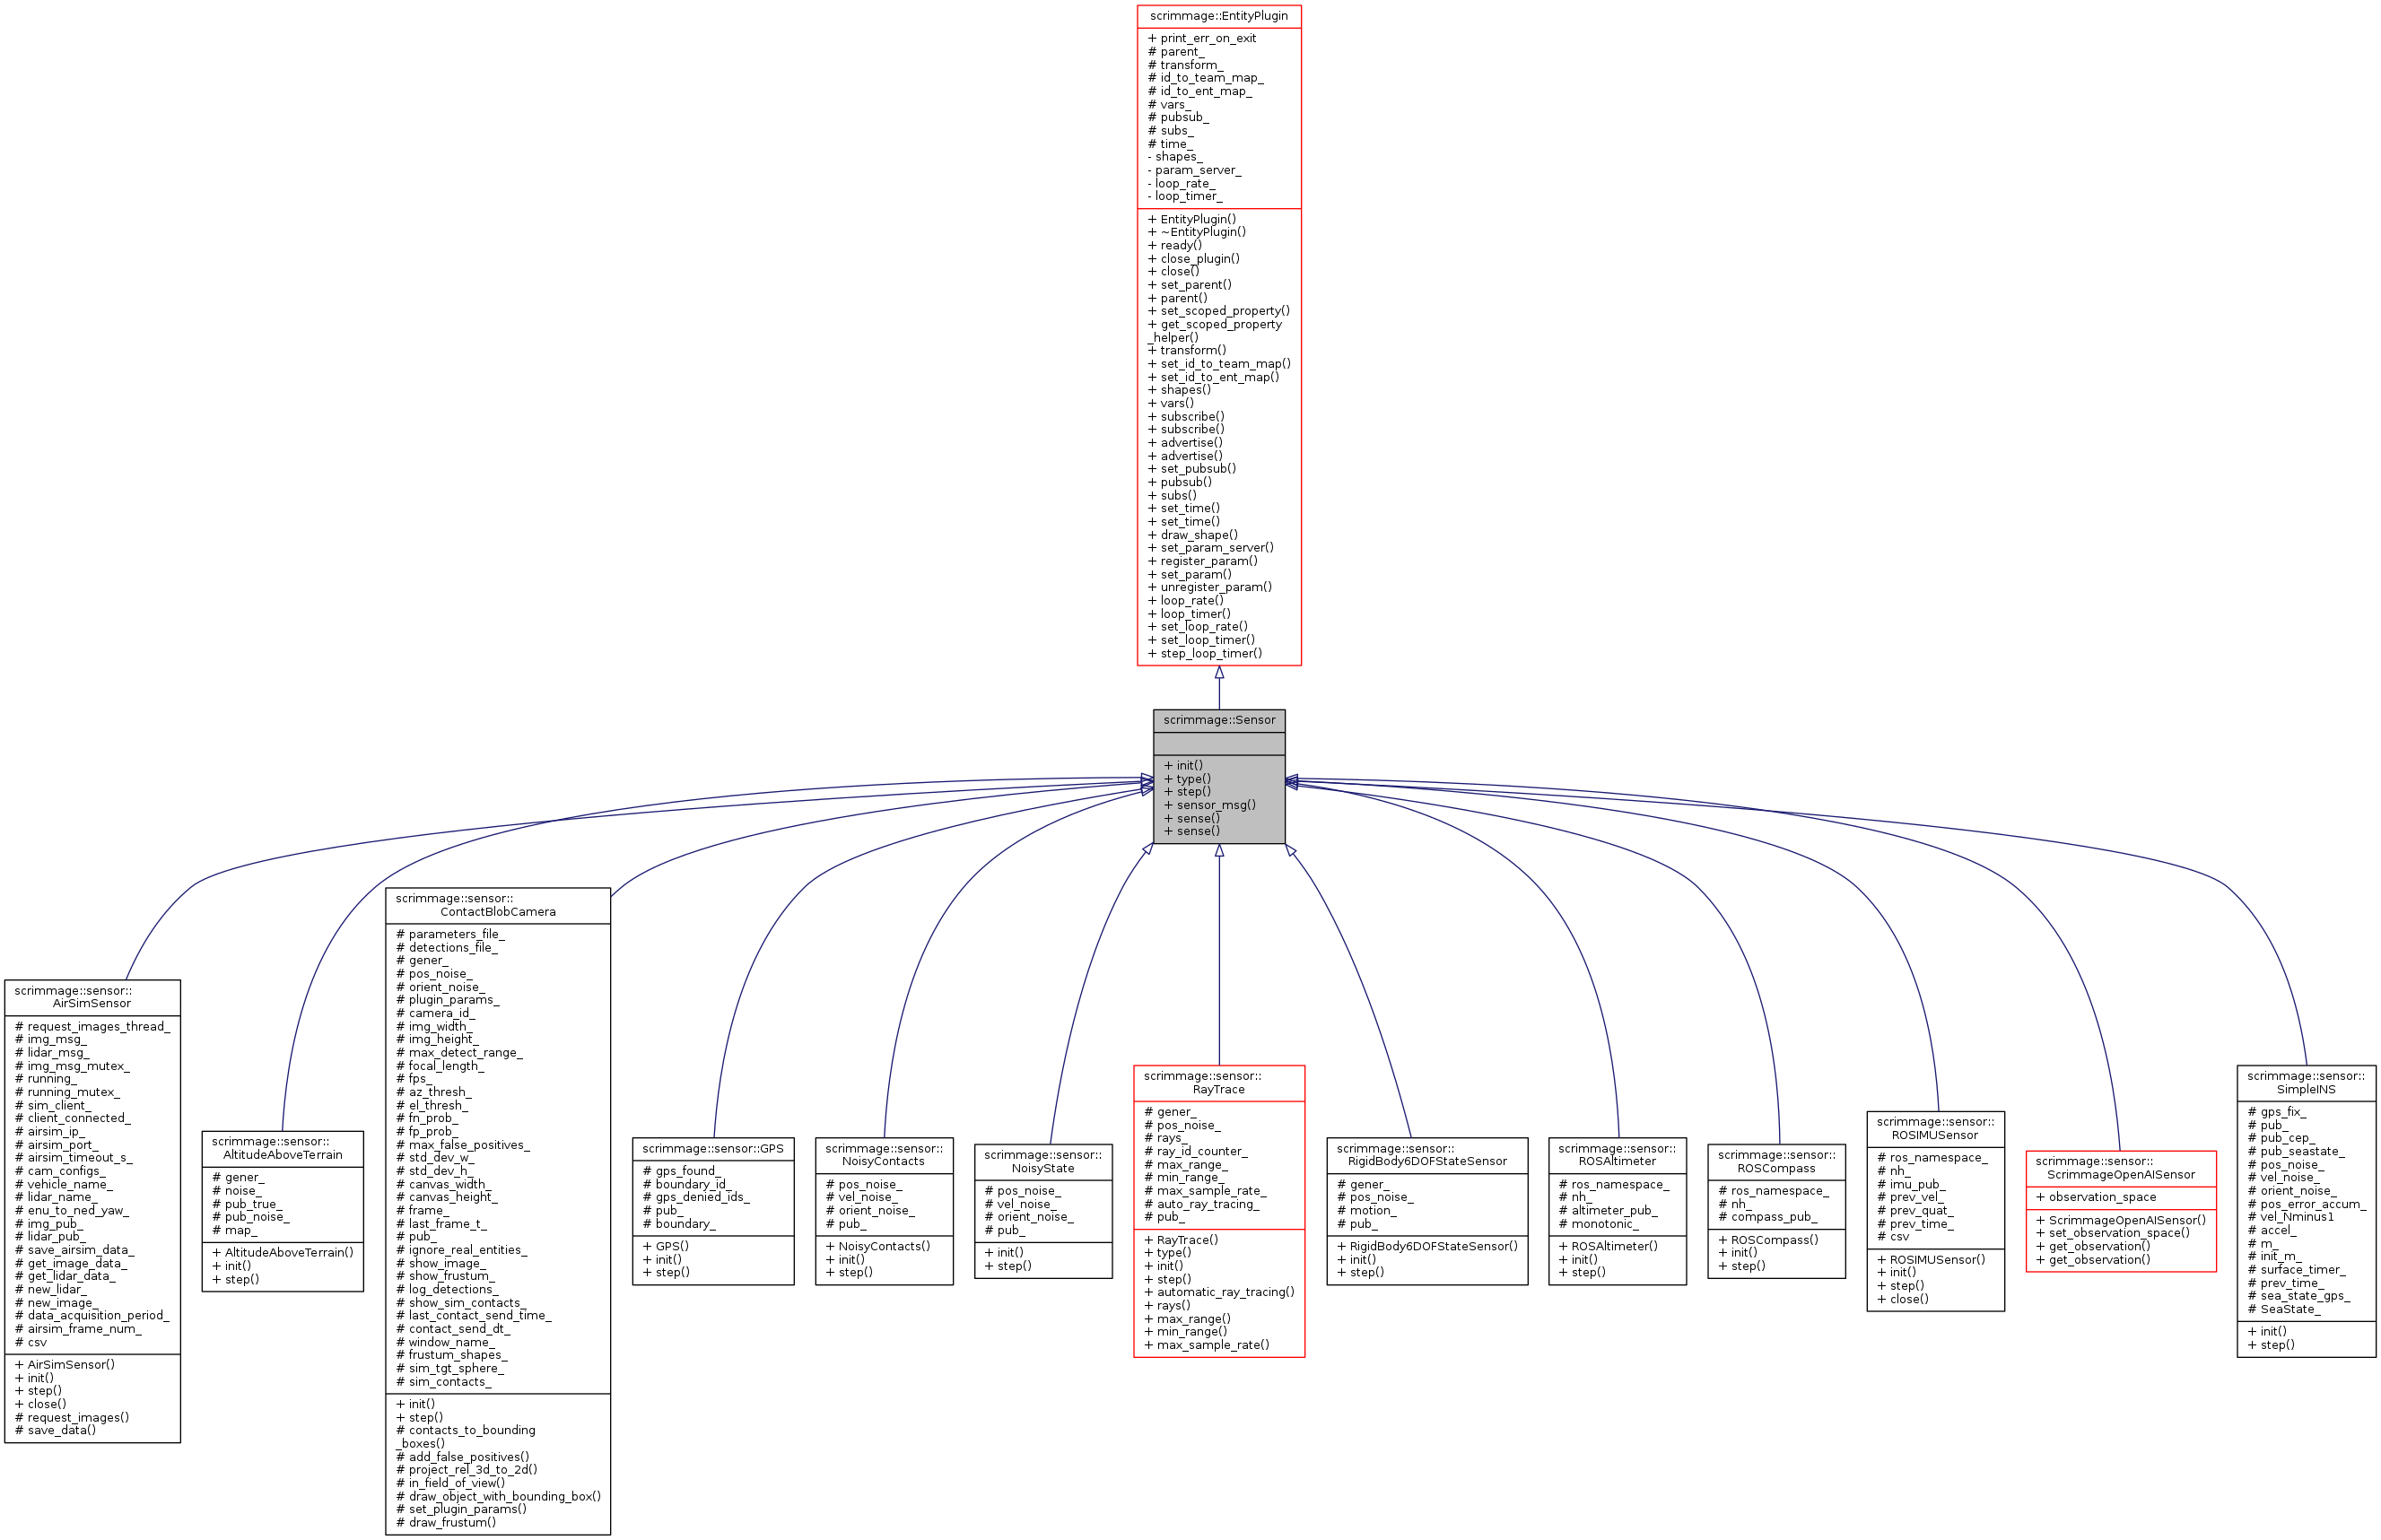 scrimmage::EntityPlugin
+ print_err_on_exit
# parent_
# transform_
# id_to_team_map_
# id_to_ent_map_
# vars_
# pubsub_
# subs_
# time_
- shapes_
- param_server_
- loop_rate_
- loop_timer_
+ EntityPlugin()
+ ~EntityPlugin()
+ ready()
+ close_plugin()
+ close()
+ set_parent()
+ parent()
+ set_scoped_property()
+ get_scoped_property
_helper()
+ transform()
+ set_id_to_team_map()
+ set_id_to_ent_map()
+ shapes()
+ vars()
+ subscribe()
+ subscribe()
+ advertise()
+ advertise()
+ set_pubsub()
+ pubsub()
+ subs()
+ set_time()
+ set_time()
+ draw_shape()
+ set_param_server()
+ register_param()
+ set_param()
+ unregister_param()
+ loop_rate()
+ loop_timer()
+ set_loop_rate()
+ set_loop_timer()
+ step_loop_timer()
scrimmage::Sensor
+ init()
+ type()
+ step()
+ sensor_msg()
+ sense()
+ sense()
scrimmage::sensor::
AirSimSensor
# request_images_thread_
# img_msg_
# lidar_msg_
# img_msg_mutex_
# running_
# running_mutex_
# sim_client_
# client_connected_
# airsim_ip_
# airsim_port_
# airsim_timeout_s_
# cam_configs_
# vehicle_name_
# lidar_name_
# enu_to_ned_yaw_
# img_pub_
# lidar_pub_
# save_airsim_data_
# get_image_data_
# get_lidar_data_
# new_lidar_
# new_image_
# data_acquisition_period_
# airsim_frame_num_
# csv
+ AirSimSensor()
+ init()
+ step()
+ close()
# request_images()
# save_data()
scrimmage::sensor::
AltitudeAboveTerrain
# gener_
# noise_
# pub_true_
# pub_noise_
# map_
+ AltitudeAboveTerrain()
+ init()
+ step()
scrimmage::sensor::
ContactBlobCamera
# parameters_file_
# detections_file_
# gener_
# pos_noise_
# orient_noise_
# plugin_params_
# camera_id_
# img_width_
# img_height_
# max_detect_range_
# focal_length_
# fps_
# az_thresh_
# el_thresh_
# fn_prob_
# fp_prob_
# max_false_positives_
# std_dev_w_
# std_dev_h_
# canvas_width_
# canvas_height_
# frame_
# last_frame_t_
# pub_
# ignore_real_entities_
# show_image_
# show_frustum_
# log_detections_
# show_sim_contacts_
# last_contact_send_time_
# contact_send_dt_
# window_name_
# frustum_shapes_
# sim_tgt_sphere_
# sim_contacts_
+ init()
+ step()
# contacts_to_bounding
_boxes()
# add_false_positives()
# project_rel_3d_to_2d()
# in_field_of_view()
# draw_object_with_bounding_box()
# set_plugin_params()
# draw_frustum()
scrimmage::sensor::GPS
# gps_found_
# boundary_id_
# gps_denied_ids_
# pub_
# boundary_
+ GPS()
+ init()
+ step()
scrimmage::sensor::
NoisyContacts
# pos_noise_
# vel_noise_
# orient_noise_
# pub_
+ NoisyContacts()
+ init()
+ step()
scrimmage::sensor::
NoisyState
# pos_noise_
# vel_noise_
# orient_noise_
# pub_
+ init()
+ step()
scrimmage::sensor::
RayTrace
# gener_
# pos_noise_
# rays_
# ray_id_counter_
# max_range_
# min_range_
# max_sample_rate_
# auto_ray_tracing_
# pub_
+ RayTrace()
+ type()
+ init()
+ step()
+ automatic_ray_tracing()
+ rays()
+ max_range()
+ min_range()
+ max_sample_rate()
scrimmage::sensor::
RigidBody6DOFStateSensor
# gener_
# pos_noise_
# motion_
# pub_
+ RigidBody6DOFStateSensor()
+ init()
+ step()
scrimmage::sensor::
ROSAltimeter
# ros_namespace_
# nh_
# altimeter_pub_
# monotonic_
+ ROSAltimeter()
+ init()
+ step()
scrimmage::sensor::
ROSCompass
# ros_namespace_
# nh_
# compass_pub_
+ ROSCompass()
+ init()
+ step()
scrimmage::sensor::
ROSIMUSensor
# ros_namespace_
# nh_
# imu_pub_
# prev_vel_
# prev_quat_
# prev_time_
# csv
+ ROSIMUSensor()
+ init()
+ step()
+ close()
scrimmage::sensor::
ScrimmageOpenAISensor
+ observation_space
+ ScrimmageOpenAISensor()
+ set_observation_space()
+ get_observation()
+ get_observation()
scrimmage::sensor::
SimpleINS
# gps_fix_
# pub_
# pub_cep_
# pub_seastate_
# pos_noise_
# vel_noise_
# orient_noise_
# pos_error_accum_
# vel_Nminus1
# accel_
# m_
# init_m_
# surface_timer_
# prev_time_
# sea_state_gps_
# SeaState_
+ init()
+ step()